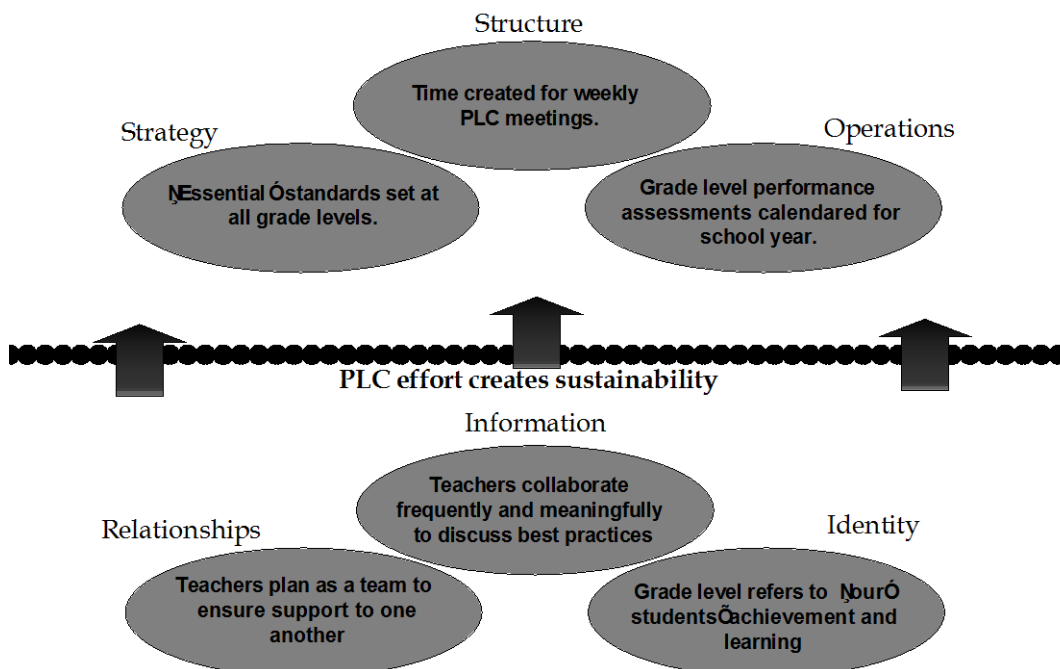 Structure
Time created for weekly
PLC meetings.
Strategy
ŅEssential Óstandards set at
all grade levels.
Operations
Grade level performance
assessments calendared for
school year.
PLC effort creates sustainability
Information
Teachers collaborate
frequently and meaningfully
to discuss best practices
Relationships
Teachers plan as a team to
ensure support to one
another
Identity
Grade level refers to ŅourÓ
studentsÕachievement and
learning